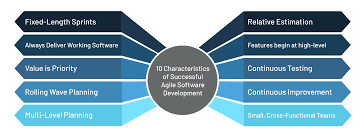 Fixed-Length Sprints
Always Deliver Working Software
Value is Priority
Rolling Wave Planning
Multi-Level Planning
10 Characteristics
of Successful
Agile Software
Development
Relative Estimation
Features begin at high-level
Continuous Testing
Continuous Improvement
Small, Cross-Functional Teams